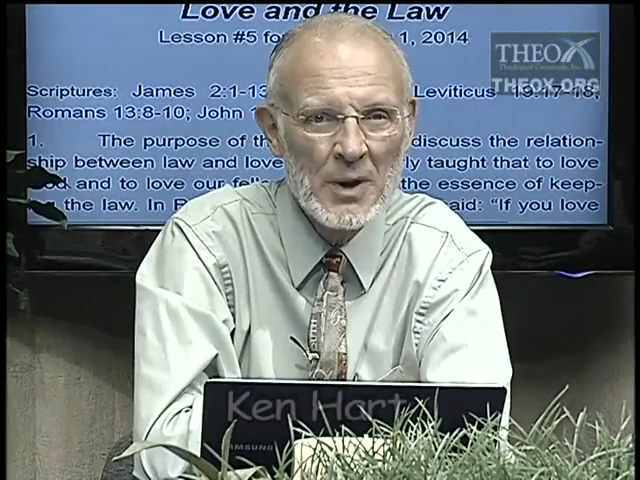 Love and the Law
Lesson #5 fo 1, 2014
THEOX
THEOX.ORG
Scriptures: James 2:1-13 Leviticus 19:17-18;
Romans 13:8-10; John
1. The purpose of th discuss the relation-
ship between law and love ly taught that to love
and to love our the essence of keep-
ing the law. In said: "If you love
Ken Hart
SAMSUNG